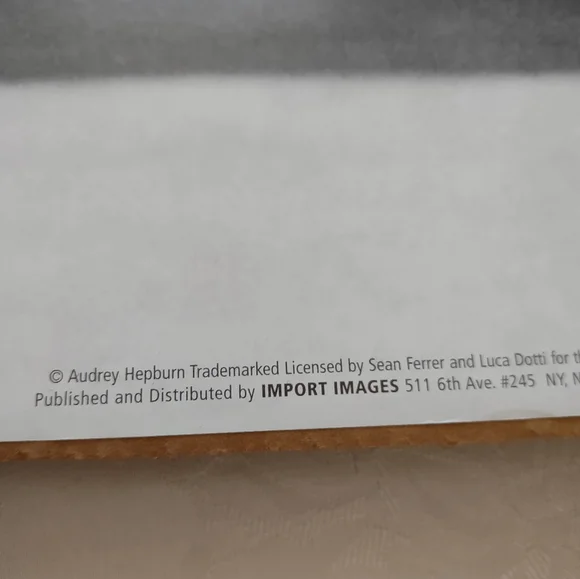 © Audrey Hepburn Trademarked Licensed by Sean Ferrer and Luca Dotti for
Published and Distributed by IMPORT IMAGES 511 6th Ave. #245 NY,